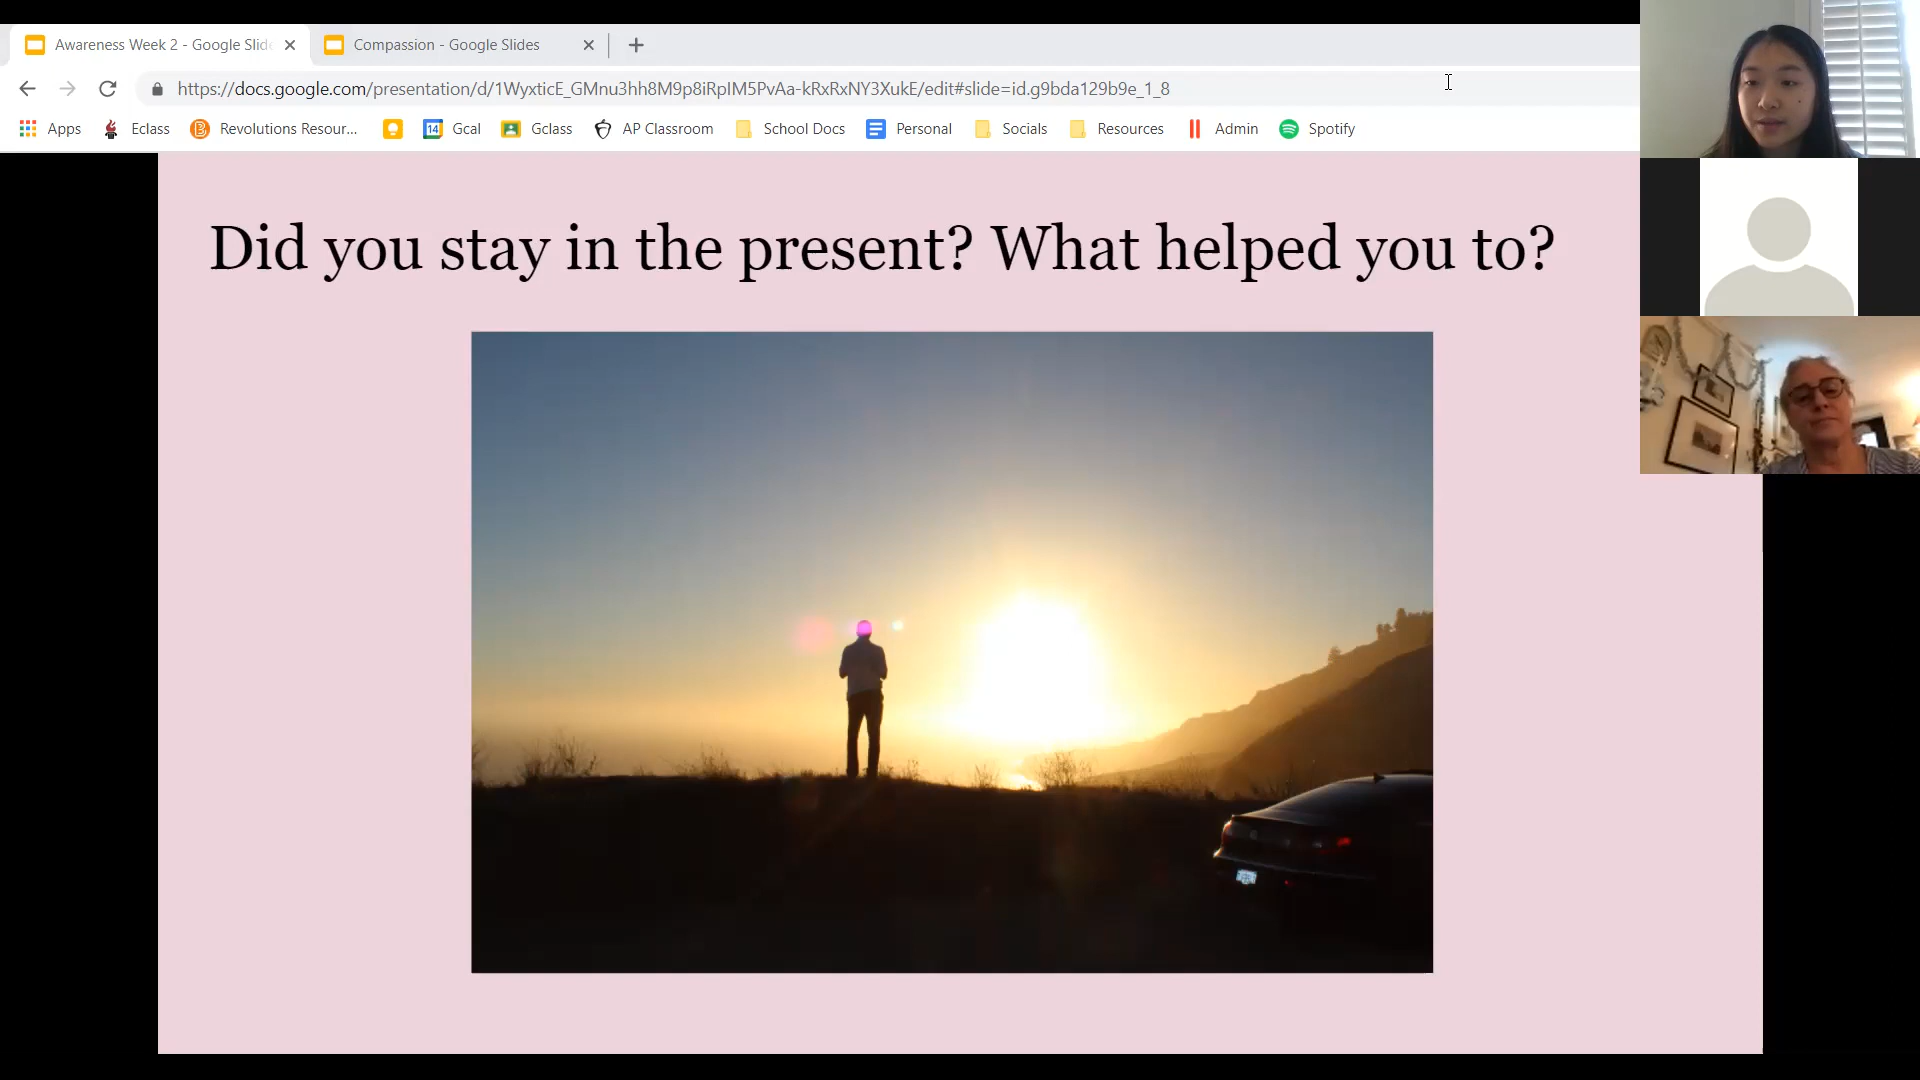 Awareness Week 2 - Google Slid
Compassion - Google Slides
https://docs.google.com/presentation/d/1WyxticE_GMnu3hh8M9p8iRpIM5PvAa-kRxRxNY3XukE/edit#slide=id.g9bda129b9e_1_8
Apps Eclass Revolutions Resour... 14 Gcal Gclass AP Classroom School Docs Personal Socials Resources Admin Spotify
Did you stay in the present? What helped you to?